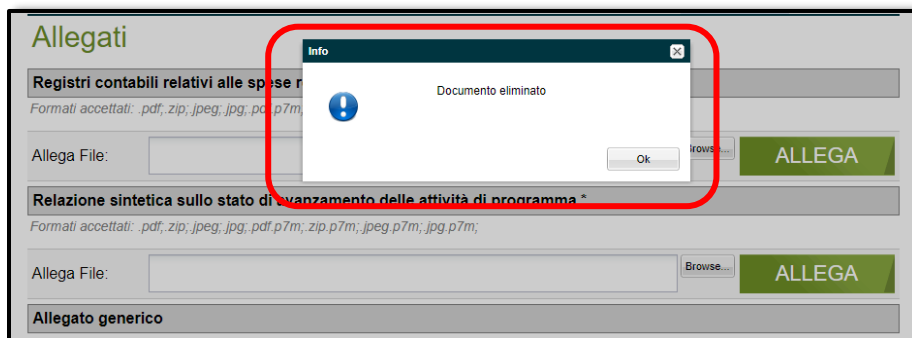 Allegati
Info
Registri contabili relativi alle spese
Formati accettati: .pdf;.zip;.jpeg;.jpg;.pdf.p7m;
Documento eliminato
Allega File:
Ok
Browse...
ALLEGA
Relazione sintetica sullo stato di avanzamento delle attività di programma *
Formati accettati: .pdf;.zip;.jpeg;.jpg;.pdf.p7m;.zip.p7m;.jpeg.p7m;.jpg.p7m;
Allega File:
Browse...
ALLEGA
Allegato generico